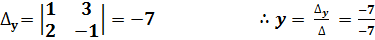 Δy= |1 3; 2 −1| = −7 ∴ y = Δy/Δ = −7/−7